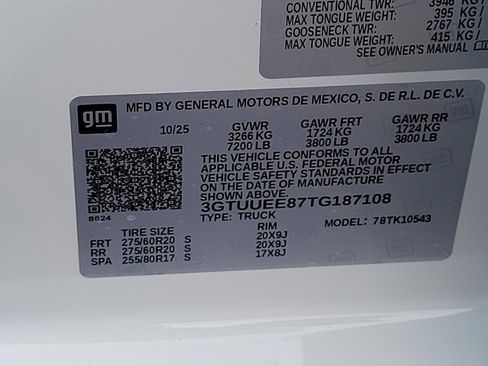 CONVENTIONAL TWR: 3946 KG /
MAX TONGUE WEIGHT: 395 KG /
GOOSENECK TWR: 2767 KG /
MAX TONGUE WEIGHT: 415 KG /
SEE OWNER'S MANUAL
gm
MFD BY GENERAL MOTORS DE MEXICO, S. DE R.L. DE C.V.
10/25 GVWR GAWR FRT GAWR RR
3266 KG 1724 KG 1724 KG
7200 LB 3800 LB 3800 LB
THIS VEHICLE CONFORMS TO ALL
APPLICABLE U.S. FEDERAL MOTOR
VEHICLE SAFETY STANDARDS IN EFFECT
ON THE DATE OF MANUFACTURE
SHOWN ABOVE.
3GTUUEE87TG187108
8624 TYPE: TRUCK MODEL: 78TK10543
TIRE SIZE RIM
FRT 275/60R20 S 20X9J
RR 275/60R20 S 20X9J
SPA 255/80R17 S 17X8J